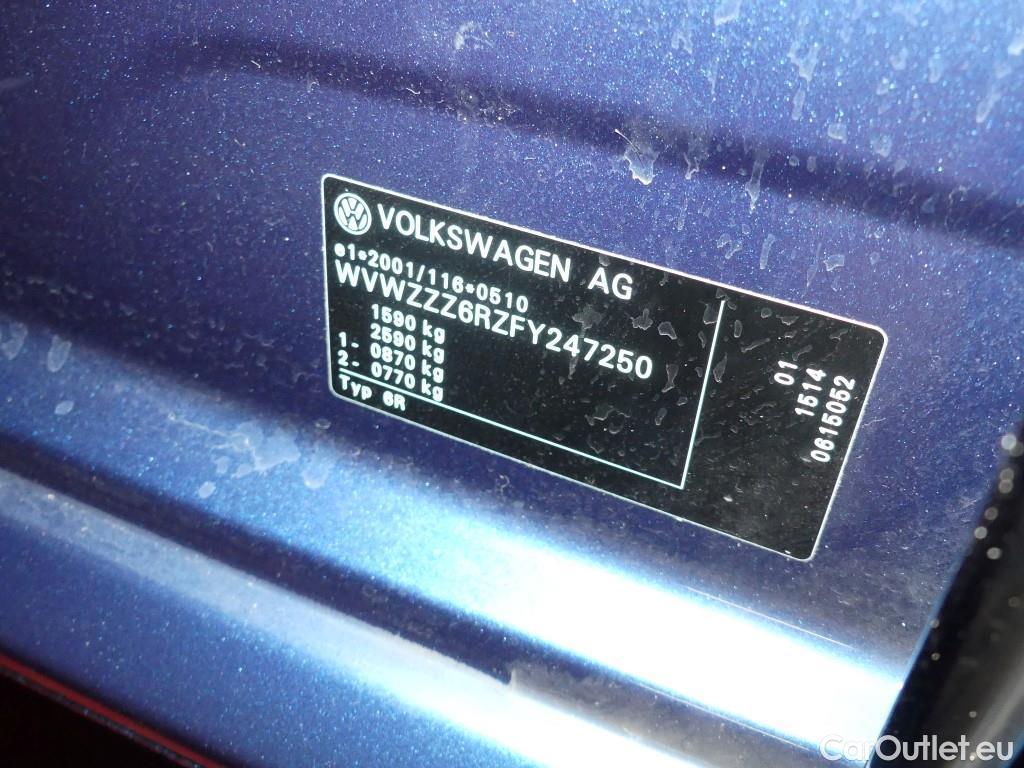 VOLKSWAGEN AG
e1*2001/116*0510
WVWZZZ6RZFY247250
1590 kg
2590 kg
1- 0870 kg
2- 0770 kg
Typ 6R
01
1514
0615052
CarOutlet.eu